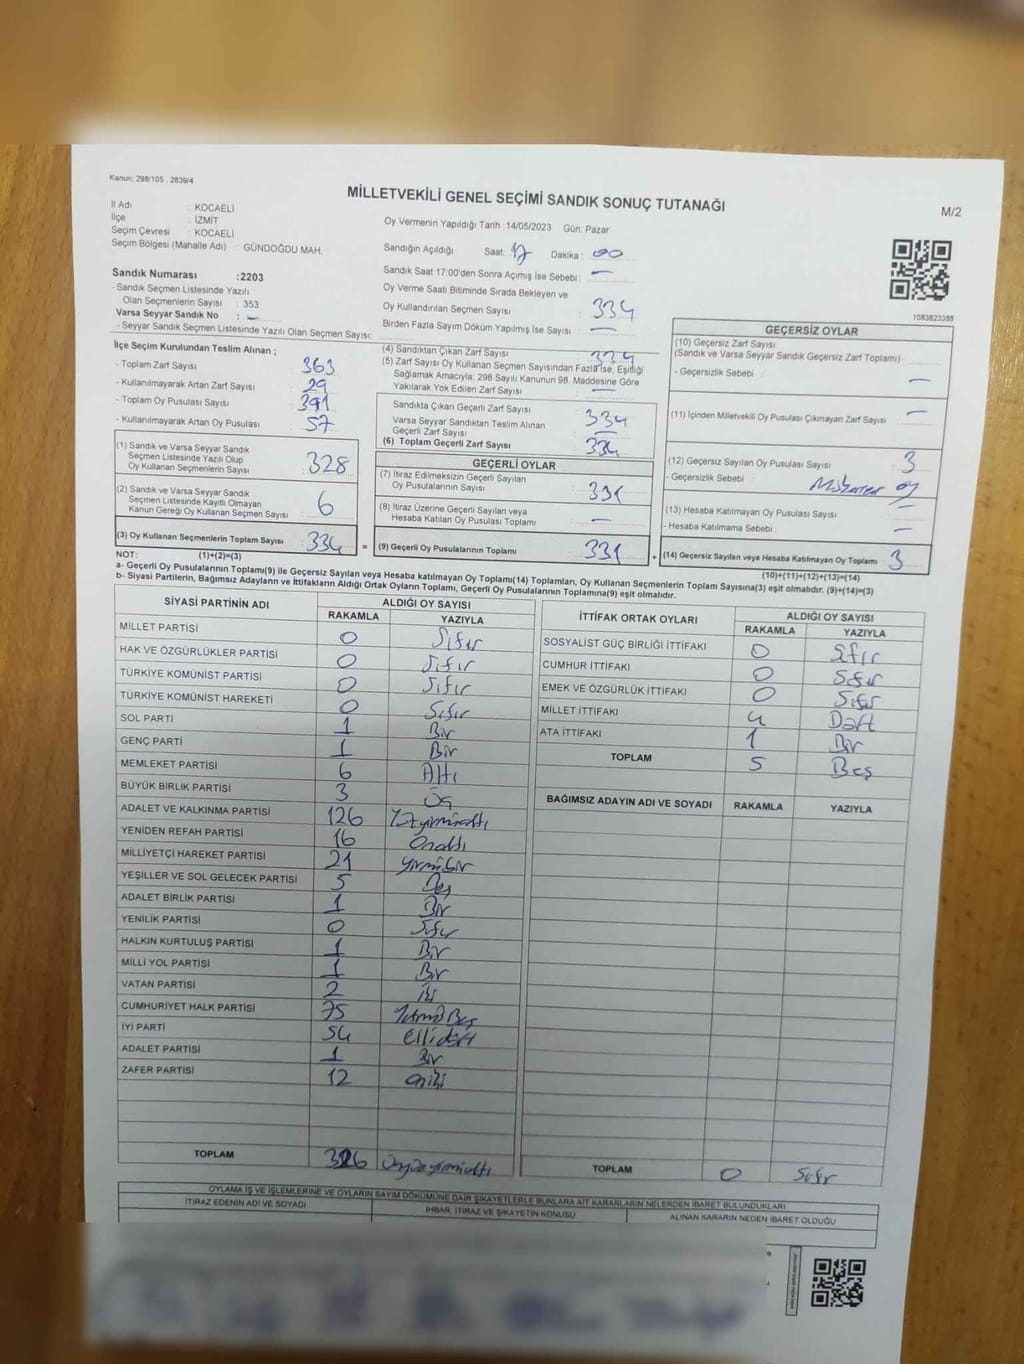 Kanun: 298/105 , 2839/4
MİLLETVEKİLİ GENEL SEÇİMİ SANDIK SONUÇ TUTANAĞI
M/2
İl Adı : KOCAELİ
İlçe : İZMİT
Seçim Çevresi : KOCAELİ
Seçim Bölgesi (Mahalle Adı) : GÜNDOĞDU MAH.
Oy Vermenin Yapıldığı Tarih :14/05/2023 Gün: Pazar
Sandığın Açıldığı Saat: 17 Dakika : 00
Sandık Saat 17:00'den Sonra Açılmış İse Sebebi : —
Oy Verme Saati Bitiminde Sırada Bekleyen ve
Oy Kullandırılan Seçmen Sayısı : 334
Birden Fazla Sayım Döküm Yapılmış İse Sayısı : —
1083823388
Sandık Numarası :2203
- Sandık Seçmen Listesinde Yazılı
Olan Seçmenlerin Sayısı : 353
Varsa Seyyar Sandık No : —
- Seyyar Sandık Seçmen Listesinde Yazılı Olan Seçmen Sayısı:
İlçe Seçim Kurulundan Teslim Alınan ;
- Toplam Zarf Sayısı : 363
- Kullanılmayarak Artan Zarf Sayısı : 29
- Toplam Oy Pusulası Sayısı : 391
- Kullanılmayarak Artan Oy Pusulası : 57
(1) Sandık ve Varsa Seyyar Sandık
Seçmen Listesinde Yazılı Olup
Oy Kullanan Seçmenlerin Sayısı : 328
(2) Sandık ve Varsa Seyyar Sandık
Seçmen Listesinde Kayıtlı Olmayan
Kanun Gereği Oy Kullanan Seçmen Sayısı : 6
(3) Oy Kullanan Seçmenlerin Toplam Sayısı : 334
(4) Sandıktan Çıkan Zarf Sayısı : 334
(5) Zarf Sayısı Oy Kullanan Seçmen Sayısından Fazla İse, Eşitliği
Sağlamak Amacıyla; 298 Sayılı Kanunun 98. Maddesine Göre
Yakılarak Yok Edilen Zarf Sayısı : —
Sandıkta Çıkan Geçerli Zarf Sayısı : 334
Varsa Seyyar Sandıktan Teslim Alınan
Geçerli Zarf Sayısı : —
(6) Toplam Geçerli Zarf Sayısı : 334
GEÇERLİ OYLAR
(7) İtiraz Edilmeksizin Geçerli Sayılan
Oy Pusulalarının Sayısı : 331
(8) İtiraz Üzerine Geçerli Sayılan veya
Hesaba Katılan Oy Pusulası Toplamı : —
= (9) Geçerli Oy Pusulalarının Toplamı : 331
GEÇERSİZ OYLAR
(10) Geçersiz Zarf Sayısı
(Sandık ve Varsa Seyyar Sandık Geçersiz Zarf Toplamı) :
- Geçersizlik Sebebi : —
(11) İçinden Milletvekili Oy Pusulası Çıkmayan Zarf Sayısı : —
(12) Geçersiz Sayılan Oy Pusulası Sayısı : 3
- Geçersizlik Sebebi :
(13) Hesaba Katılmayan Oy Pusulası Sayısı : —
- Hesaba Katılmama Sebebi : —
+ (14) Geçersiz Sayılan veya Hesaba Katılmayan Oy Toplamı : 3
NOT: (1)+(2)=(3)
(10)+(11)+(12)+(13)=(14)
a- Geçerli Oy Pusulası Toplamı(9) ile Geçersiz Sayılan veya Hesaba katılmayan Oy Toplamı(14) Toplamları, Oy Kullanan Seçmenlerin Toplam Sayısına(3) eşit olmalıdır. (9)+(14)=(3)
b- Siyasi Partilerin, Bağımsız Adayların ve İttifakların Aldığı Ortak Oyların Toplamı, Geçerli Oy Pusulalarının Toplamına(9) eşit olmalıdır.
SİYASİ PARTİNİN ADI ALDIĞI OY SAYISI
RAKAMLA YAZIYLA
MİLLET PARTİSİ 0 Sıfır
HAK VE ÖZGÜRLÜKLER PARTİSİ 0 Sıfır
TÜRKİYE KOMÜNİST PARTİSİ 0 Sıfır
TÜRKİYE KOMÜNİST HAREKETİ 0 Sıfır
SOL PARTİ 1 Bir
GENÇ PARTİ 1 Bir
MEMLEKET PARTİSİ 6 Altı
BÜYÜK BİRLİK PARTİSİ 3 Üç
ADALET VE KALKINMA PARTİSİ 126 Yüzyirmialtı
YENİDEN REFAH PARTİSİ 16 Onaltı
MİLLİYETÇİ HAREKET PARTİSİ 21 yirmibir
YEŞİLLER VE SOL GELECEK PARTİSİ 5 Beş
ADALET BİRLİK PARTİSİ 1 Bir
YENİLİK PARTİSİ 0 Sıfır
HALKIN KURTULUŞ PARTİSİ 1 Bir
MİLLİ YOL PARTİSİ 1 Bir
VATAN PARTİSİ 2 iki
CUMHURİYET HALK PARTİSİ 75 Yetmiş Beş
İYİ PARTİ 54 ellidört
ADALET PARTİSİ 1 Bir
ZAFER PARTİSİ 12 oniki
TOPLAM 326 Üçyüzyirmialtı
İTTİFAK ORTAK OYLARI ALDIĞI OY SAYISI
RAKAMLA YAZIYLA
SOSYALİST GÜÇ BİRLİĞİ İTTİFAKI 0 Sıfır
CUMHUR İTTİFAKI 0 Sıfır
EMEK VE ÖZGÜRLÜK İTTİFAKI 0 Sıfır
MİLLET İTTİFAKI 4 Dört
ATA İTTİFAKI 1 Bir
TOPLAM 5 Beş
BAĞIMSIZ ADAYIN ADI VE SOYADI RAKAMLA YAZIYLA
TOPLAM 0 Sıfır
OYLAMA İŞ VE İŞLEMLERİNE VE OYLARIN SAYIM DÖKÜMÜNE DAİR ŞİKAYETLERLE BUNLARA AİT KARARLARIN NELERDEN İBARET BULUNDUKLARI
İTİRAZ EDENİN ADI VE SOYADI İHBAR, İTİRAZ VE ŞİKAYETİN KONUSU ALINAN KARARIN NEDEN İBARET OLDUĞU